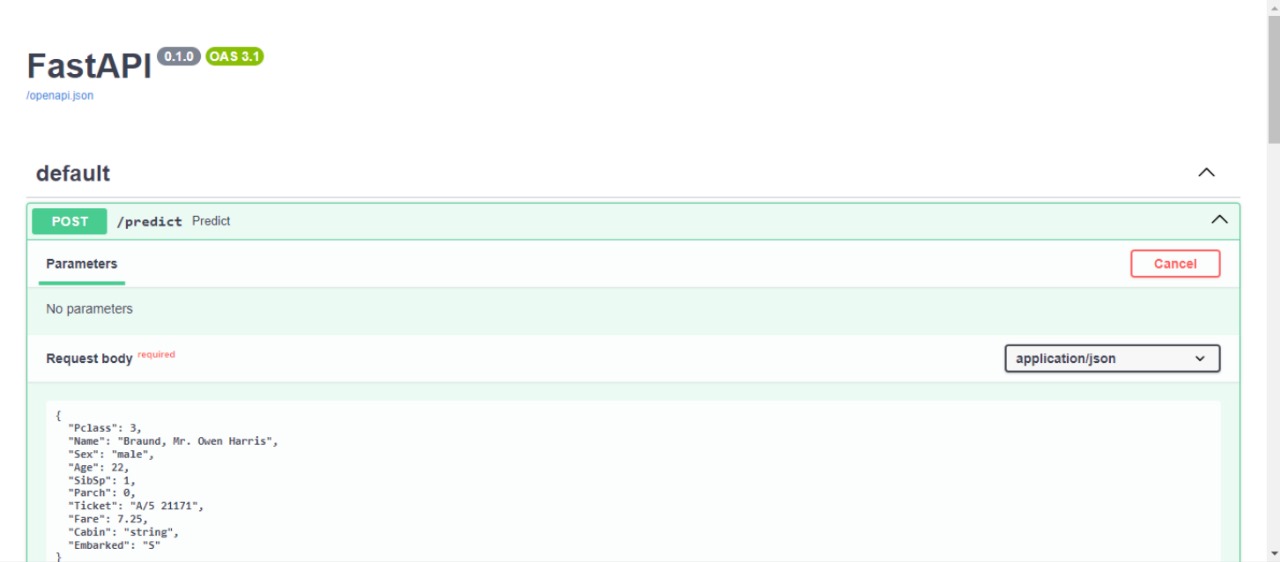 FastAPI 0.1.0 OAS 3.1
/openapi.json
default
POST /predict Predict
Parameters Cancel
No parameters
Request body required application/json
{
"Pclass": 3,
"Name": "Braund, Mr. Owen Harris",
"Sex": "male",
"Age": 22,
"SibSp": 1,
"Parch": 0,
"Ticket": "A/5 21171",
"Fare": 7.25,
"Cabin": "string",
"Embarked": "S"
}